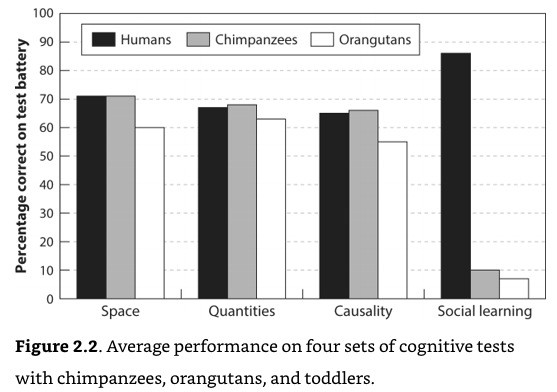 100
Humans Chimpanzees Orangutans
90
80
70
60
50
40
30
20
10
0
Percentage correct on test battery
Space Quantities Causality Social learning
Figure 2.2. Average performance on four sets of cognitive tests
with chimpanzees, orangutans, and toddlers.